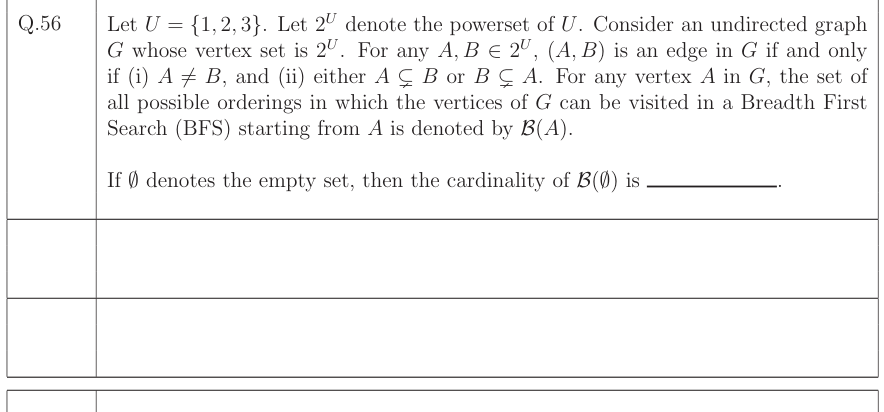 Q.56 Let U = {1, 2, 3}. Let 2^U denote the powerset of U. Consider an undirected graph
G whose vertex set is 2^U. For any A, B ∈ 2^U, (A, B) is an edge in G if and only
if (i) A ≠ B, and (ii) either A ⊊ B or B ⊊ A. For any vertex A in G, the set of
all possible orderings in which the vertices of G can be visited in a Breadth First
Search (BFS) starting from A is denoted by ℬ(A).
If ∅ denotes the empty set, then the cardinality of ℬ(∅) is ________.